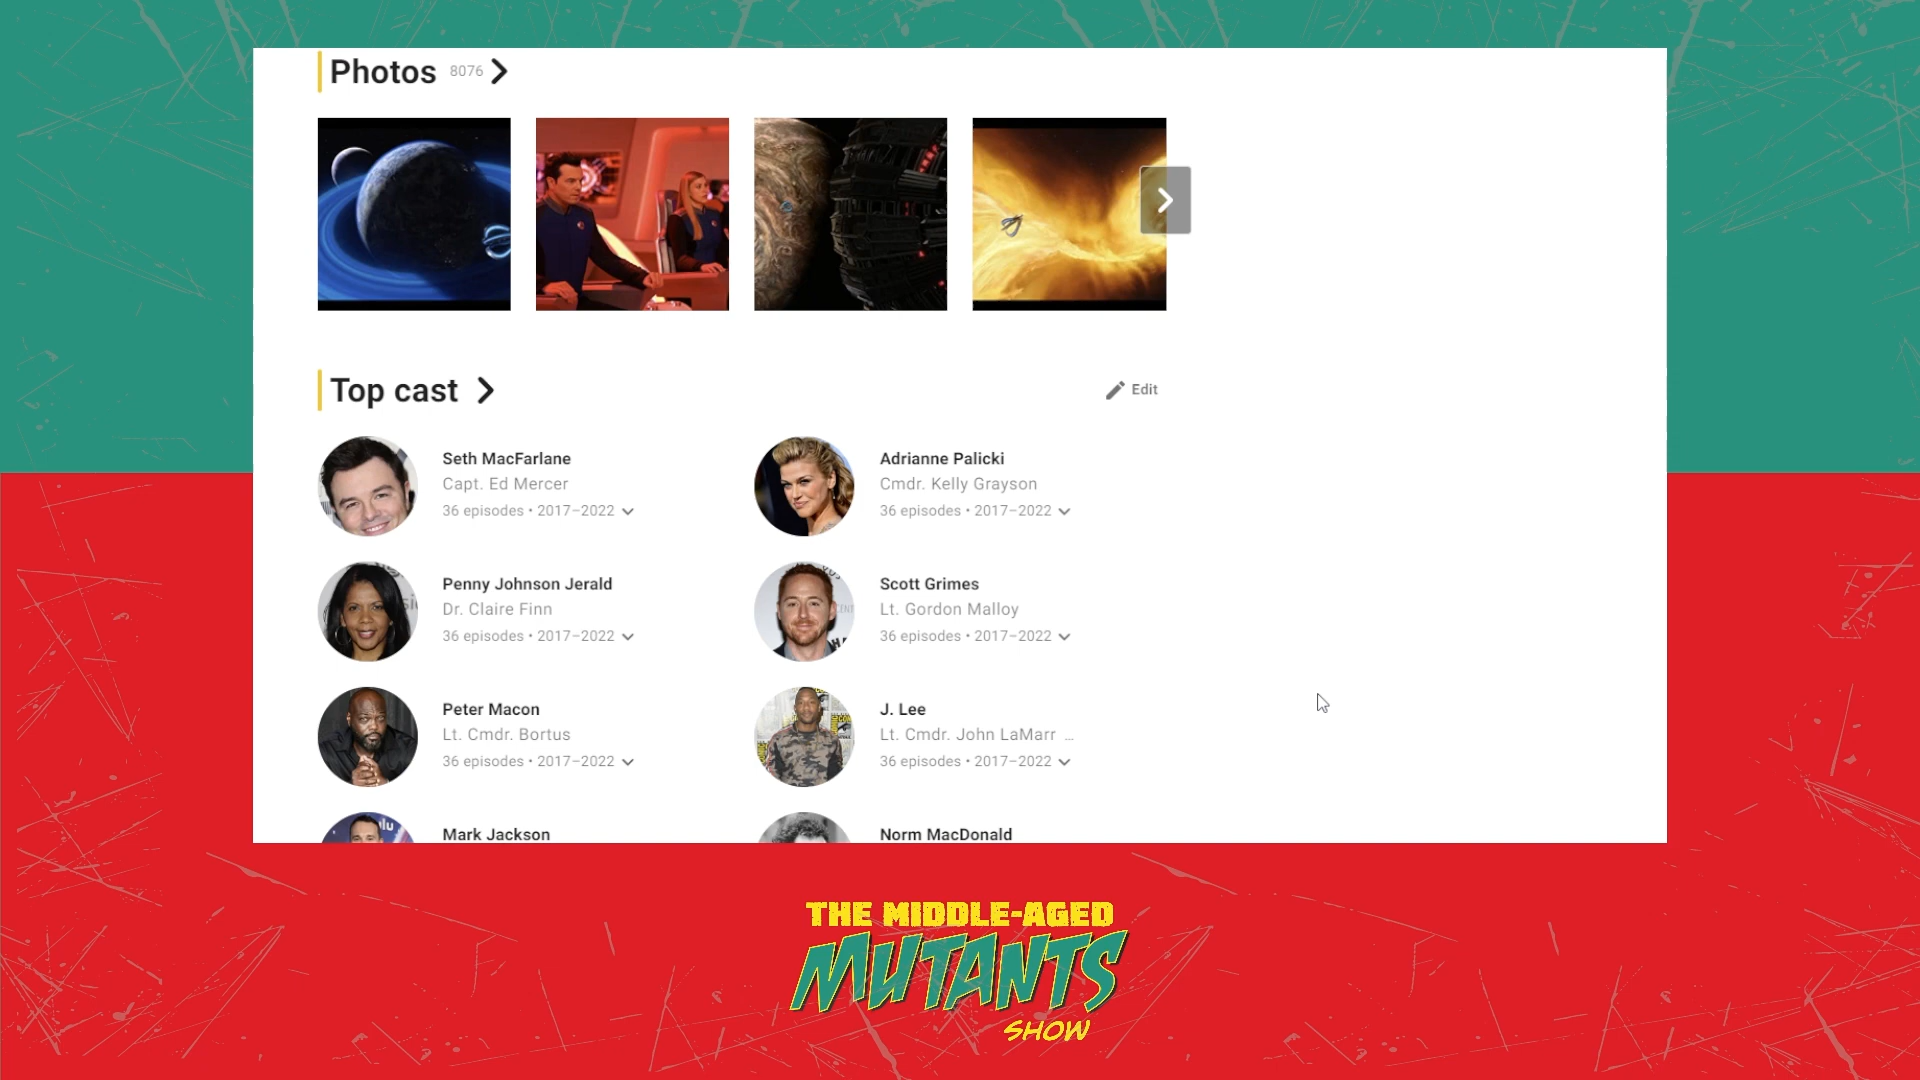 Photos 8076
Top cast
Edit
Seth MacFarlane
Capt. Ed Mercer
36 episodes • 2017–2022
Adrianne Palicki
Cmdr. Kelly Grayson
36 episodes • 2017–2022
Penny Johnson Jerald
Dr. Claire Finn
36 episodes • 2017–2022
Scott Grimes
Lt. Gordon Malloy
36 episodes • 2017–2022
Peter Macon
Lt. Cmdr. Bortus
36 episodes • 2017–2022
J. Lee
Lt. Cmdr. John LaMarr ...
36 episodes • 2017–2022
Mark Jackson
Norm MacDonald
THE MIDDLE-AGED
MUTANTS
SHOW